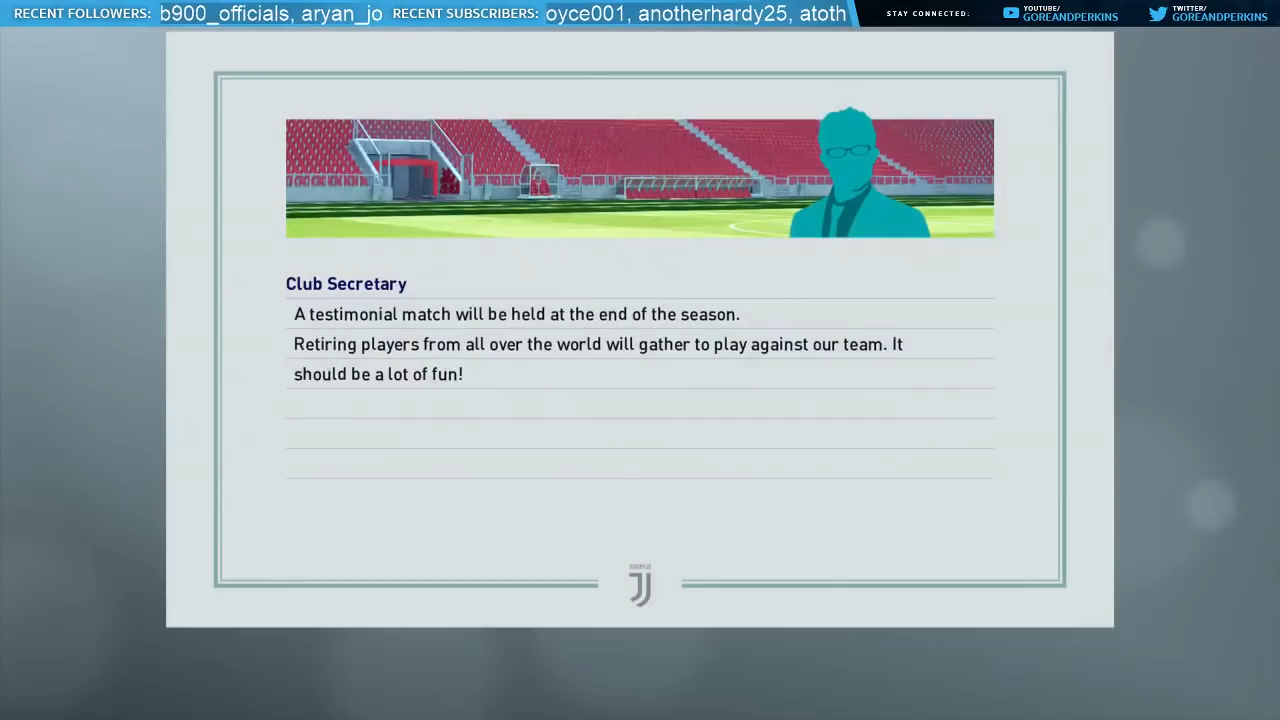 RECENT FOLLOWERS: b900_officials, aryan_jo RECENT SUBSCRIBERS: oyce001, anotherhardy25, atoth STAY CONNECTED: YOUTUBE/ GOREANDPERKINS TWITTER/ GOREANDPERKINS
Club Secretary
A testimonial match will be held at the end of the season.
Retiring players from all over the world will gather to play against our team. It
should be a lot of fun!
JUVENTUS